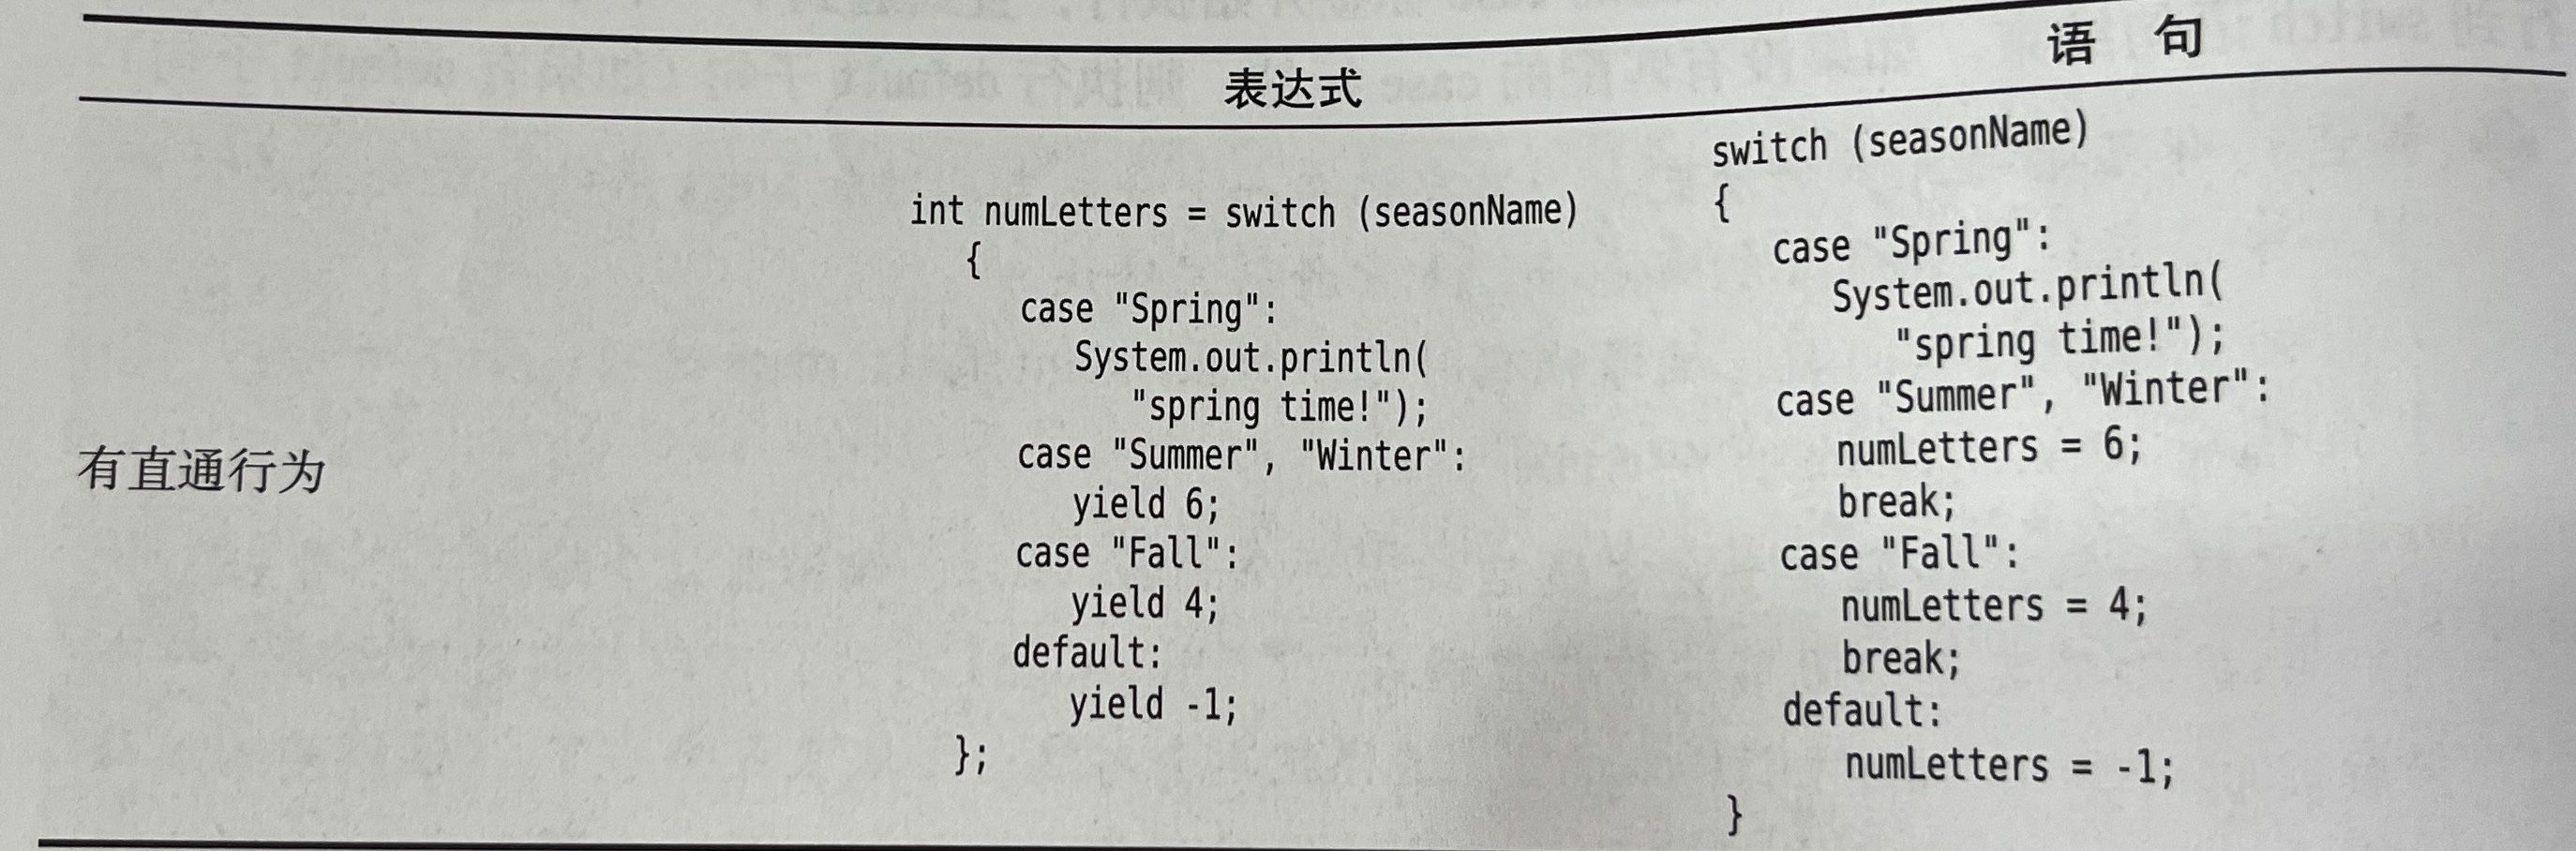 表达式
语 句
有直通行为
int numLetters = switch (seasonName)
{
case "Spring":
System.out.println(
"spring time!");
case "Summer", "Winter":
yield 6;
case "Fall":
yield 4;
default:
yield -1;
};
switch (seasonName)
{
case "Spring":
System.out.println(
"spring time!");
case "Summer", "Winter":
numLetters = 6;
break;
case "Fall":
numLetters = 4;
break;
default:
numLetters = -1;
}